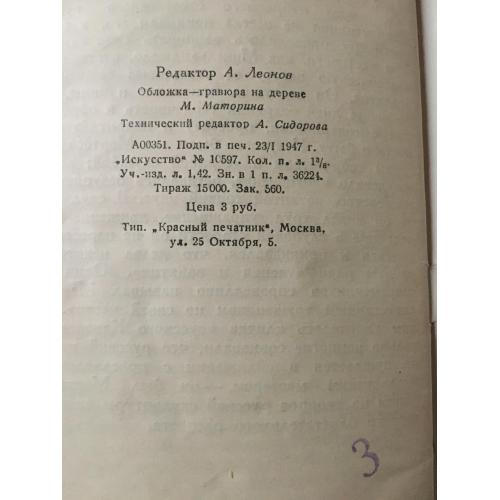 Редактор А. Леонов
Обложка—гравюра на дереве
М. Маторина
Технический редактор А. Сидорова
А00351. Подп. в печ. 23/I 1947 г.
„Искусство“ № 10597. Кол. п. л. 1³/₈.
Уч.-изд. л. 1,42. Зн. в 1 п. л. 36224.
Тираж 15000. Зак. 560.
Цена 3 руб.
Тип. „Красный печатник“, Москва,
ул. 25 Октября, 5.
3